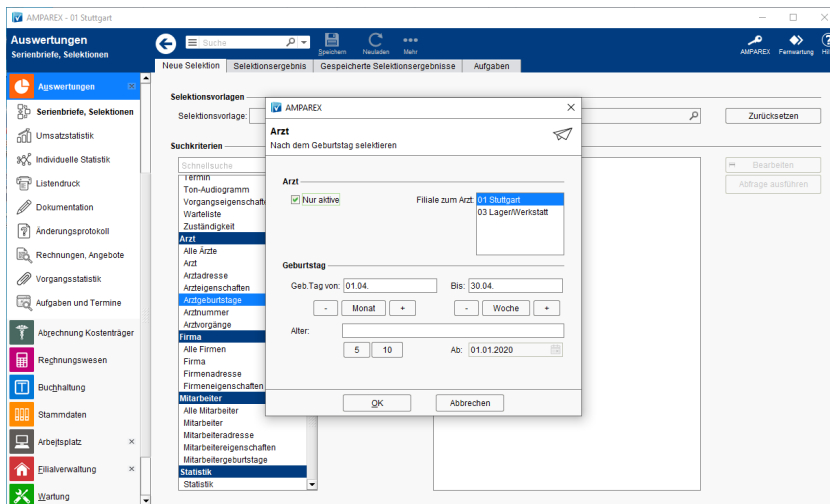 AMPAREX - 01 Stuttgart
Auswertungen
Serienbriefe, Selektionen
Suche
Speichern
Neuladen
Mehr
AMPAREX
Fernwartung
Neue Selektion
Selektionsergebnis
Gespeicherte Selektionsergebnisse
Aufgaben
Auswertungen
Serienbriefe, Selektionen
Umsatzstatistik
Individuelle Statistik
Listendruck
Dokumentation
Änderungsprotokoll
Rechnungen, Angebote
Vorgangsstatistik
Aufgaben und Termine
Abrechnung Kostenträger
Rechnungswesen
Buchhaltung
Stammdaten
Arbeitsplatz
Filialverwaltung
Wartung
Selektionsvorlagen
Selektionsvorlage:
Zurücksetzen
Suchkriterien
Schnellsuche
Bearbeiten
Abfrage ausführen
Termin
Ton-Audiogramm
Warteliste
Zuständigkeit
Arzt
Alle Ärzte
Arzt
Arztadresse
Arzteigenschaften
Arztgeburtstage
Arztnummer
Arztvorgänge
Firma
Alle Firmen
Firma
Firmenadresse
Firmeneigenschaften
Mitarbeiter
Alle Mitarbeiter
Mitarbeiter
Mitarbeiteradresse
Mitarbeitereigenschaften
Mitarbeitergeburtstage
Statistik
Statistik
AMPAREX
Arzt
Nach dem Geburtstag selektieren
Arzt
Nur aktive
Filiale zum Arzt:
01 Stuttgart
03 Lager/Werkstatt
Geburtstag
Geb.Tag von: 01.04.
Bis: 30.04.
- Monat +
- Woche +
Alter:
5 10
Ab: 01.01.2020
OK
Abbrechen